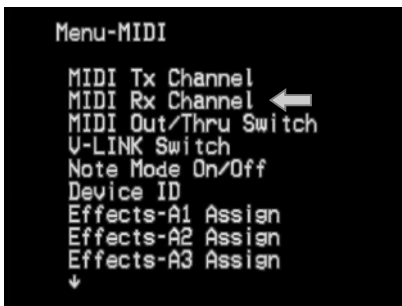 Menu-MIDI
MIDI Tx Channel
MIDI Rx Channel
MIDI Out/Thru Switch
V-LINK Switch
Note Mode On/Off
Device ID
Effects-A1 Assign
Effects-A2 Assign
Effects-A3 Assign